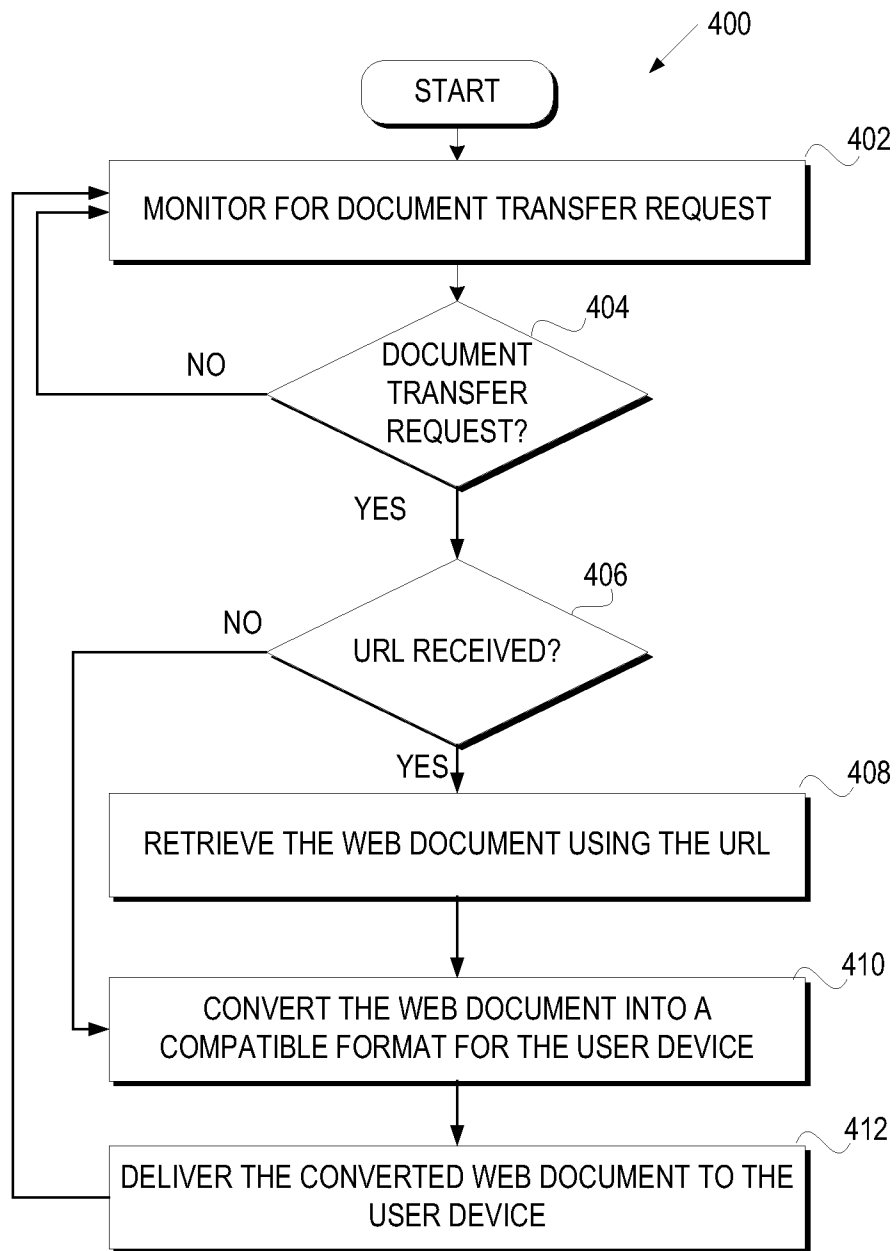 400
START
402
MONITOR FOR DOCUMENT TRANSFER REQUEST
404
DOCUMENT
TRANSFER
REQUEST?
NO
YES
406
NO
URL RECEIVED?
YES
408
RETRIEVE THE WEB DOCUMENT USING THE URL
410
CONVERT THE WEB DOCUMENT INTO A
COMPATIBLE FORMAT FOR THE USER DEVICE
412
DELIVER THE CONVERTED WEB DOCUMENT TO THE
USER DEVICE